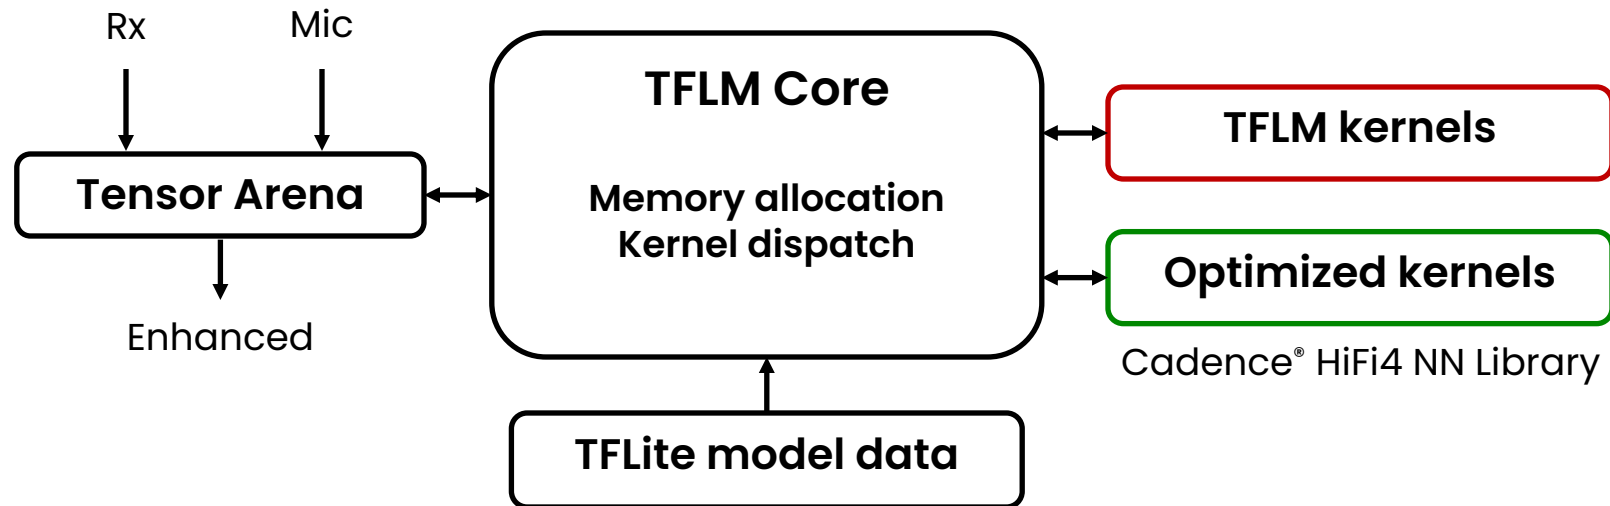 Rx
Mic
Tensor Arena
Enhanced
TFLM Core
Memory allocation
Kernel dispatch
TFLite model data
TFLM kernels
Optimized kernels
Cadence® HiFi4 NN Library